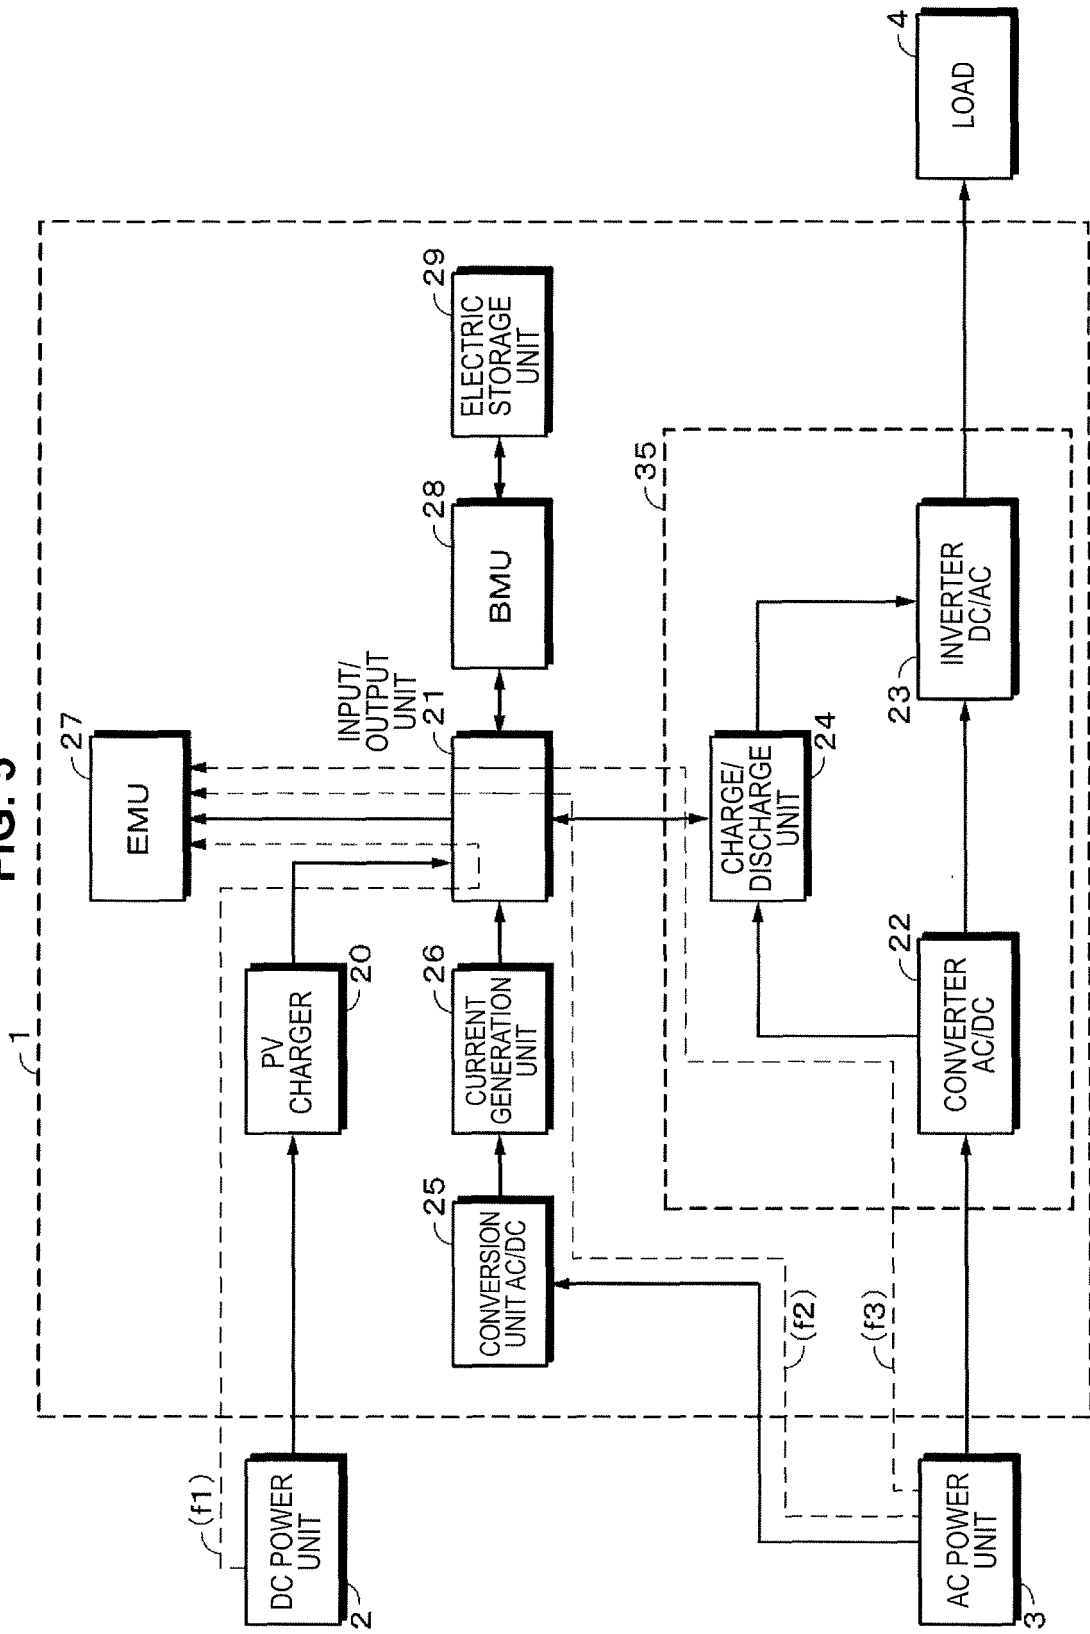 FIG. 5
1
DC POWER
UNIT
2
(f1)
PV
CHARGER
20
EMU
27
CONVERSION
UNIT AC/DC
25
CURRENT
GENERATION
UNIT
26
INPUT/
OUTPUT
UNIT
21
BMU
28
ELECTRIC
STORAGE
UNIT
29
(f2)
(f3)
35
AC POWER
UNIT
3
CONVERTER
AC/DC
22
CHARGE/
DISCHARGE
UNIT
24
INVERTER
DC/AC
23
LOAD
4